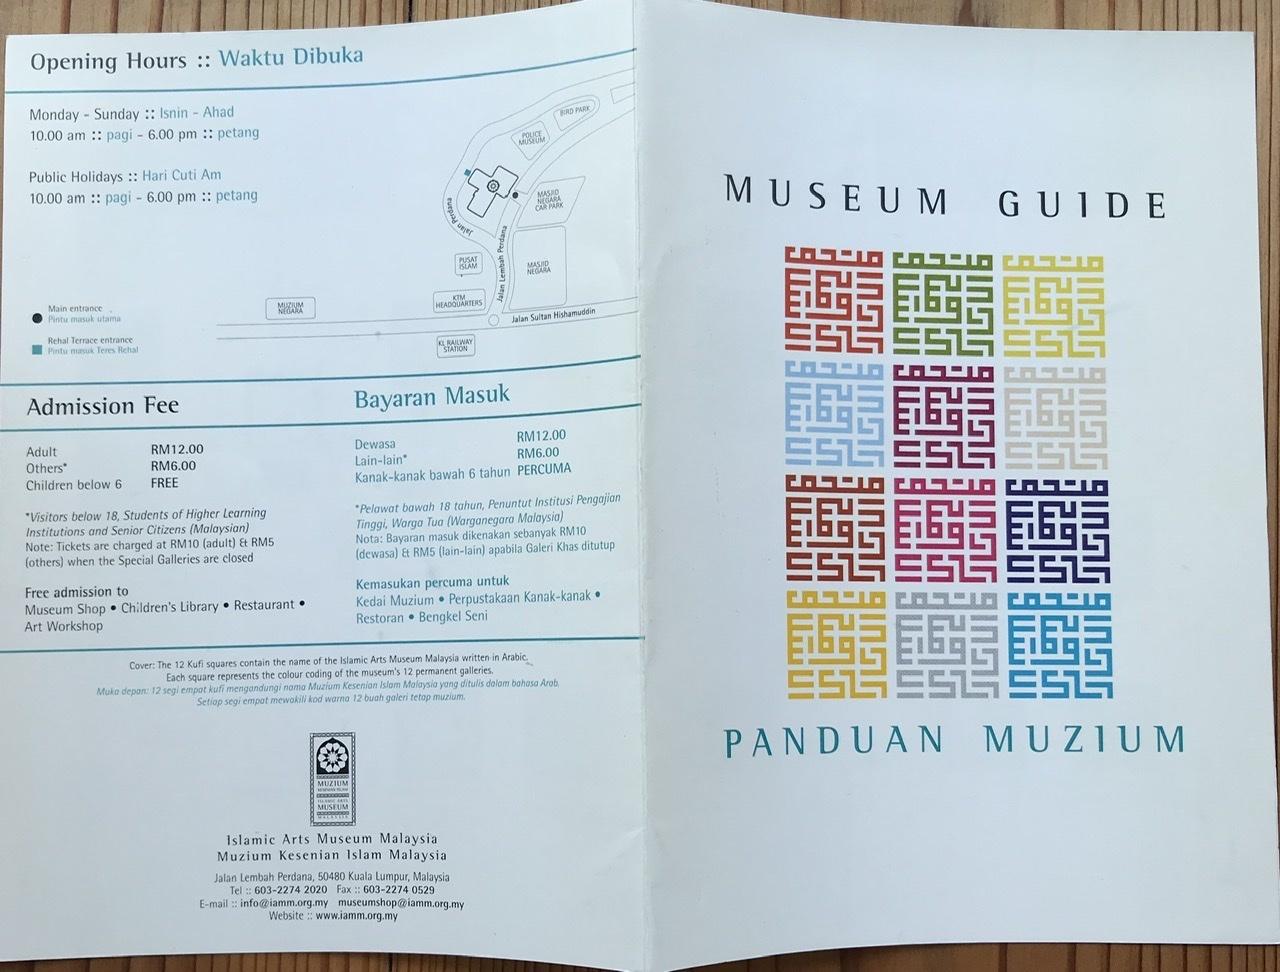 Opening Hours :: Waktu Dibuka
Monday - Sunday :: Isnin - Ahad
10.00 am :: pagi - 6.00 pm :: petang
Public Holidays :: Hari Cuti Am
10.00 am :: pagi - 6.00 pm :: petang
BIRD PARK
POLICE
MUSEUM
MASJID
NEGARA
CAR PARK
Jalan Perdana
Jalan Lembah Perdana
PUSAT
ISLAM
MASJID
NEGARA
MUZIUM
NEGARA
KTM
HEADQUARTERS
Jalan Sultan Hishamuddin
KL RAILWAY
STATION
Main entrance
Pintu masuk utama
Rehal Terrace entrance
Pintu masuk Teres Rehal
Admission Fee
Adult RM12.00
Others* RM6.00
Children below 6 FREE
*Visitors below 18, Students of Higher Learning
Institutions and Senior Citizens (Malaysian)
Note: Tickets are charged at RM10 (adult) & RM5
(others) when the Special Galleries are closed
Free admission to
Museum Shop • Children's Library • Restaurant •
Art Workshop
Bayaran Masuk
Dewasa RM12.00
Lain-lain* RM6.00
Kanak-kanak bawah 6 tahun PERCUMA
*Pelawat bawah 18 tahun, Penuntut Institusi Pengajian
Tinggi, Warga Tua (Warganegara Malaysia)
Nota: Bayaran masuk dikenakan sebanyak RM10
(dewasa) & RM5 (lain-lain) apabila Galeri Khas ditutup
Kemasukan percuma untuk
Kedai Muzium • Perpustakaan Kanak-kanak •
Restoran • Bengkel Seni
Cover: The 12 Kufi squares contain the name of the Islamic Arts Museum Malaysia written in Arabic.
Each square represents the colour coding of the museum's 12 permanent galleries.
Muka depan: 12 segi empat kufi mengandungi nama Muzium Kesenian Islam Malaysia yang ditulis dalam bahasa Arab.
Setiap segi empat mewakili kod warna 12 buah galeri tetap muzium.
MUZIUM
KESENIAN ISLAM
ISLAMIC ARTS
MUSEUM
MALAYSIA
Islamic Arts Museum Malaysia
Muzium Kesenian Islam Malaysia
Jalan Lembah Perdana, 50480 Kuala Lumpur, Malaysia
Tel :: 603-2274 2020 Fax :: 603-2274 0529
E-mail :: info@iamm.org.my museumshop@iamm.org.my
Website :: www.iamm.org.my
MUSEUM GUIDE
PANDUAN MUZIUM